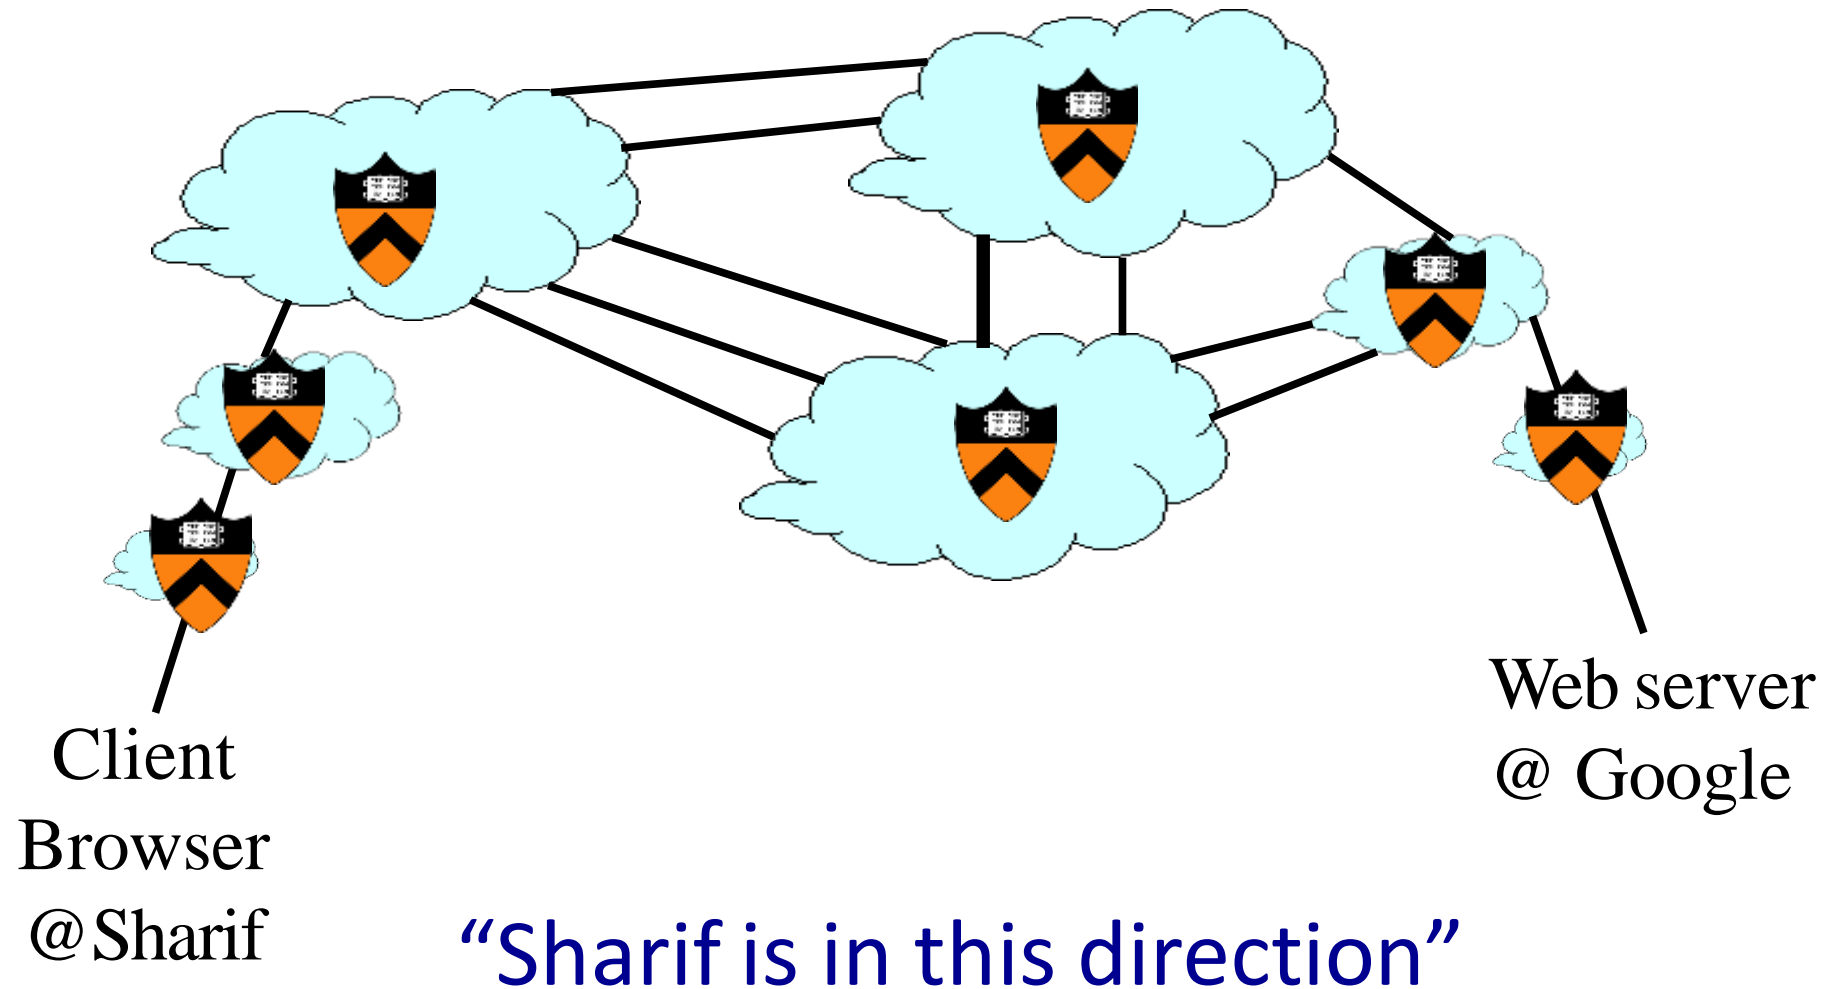 Web server
@ Google
Client
Browser
@Sharif
“Sharif is in this direction”